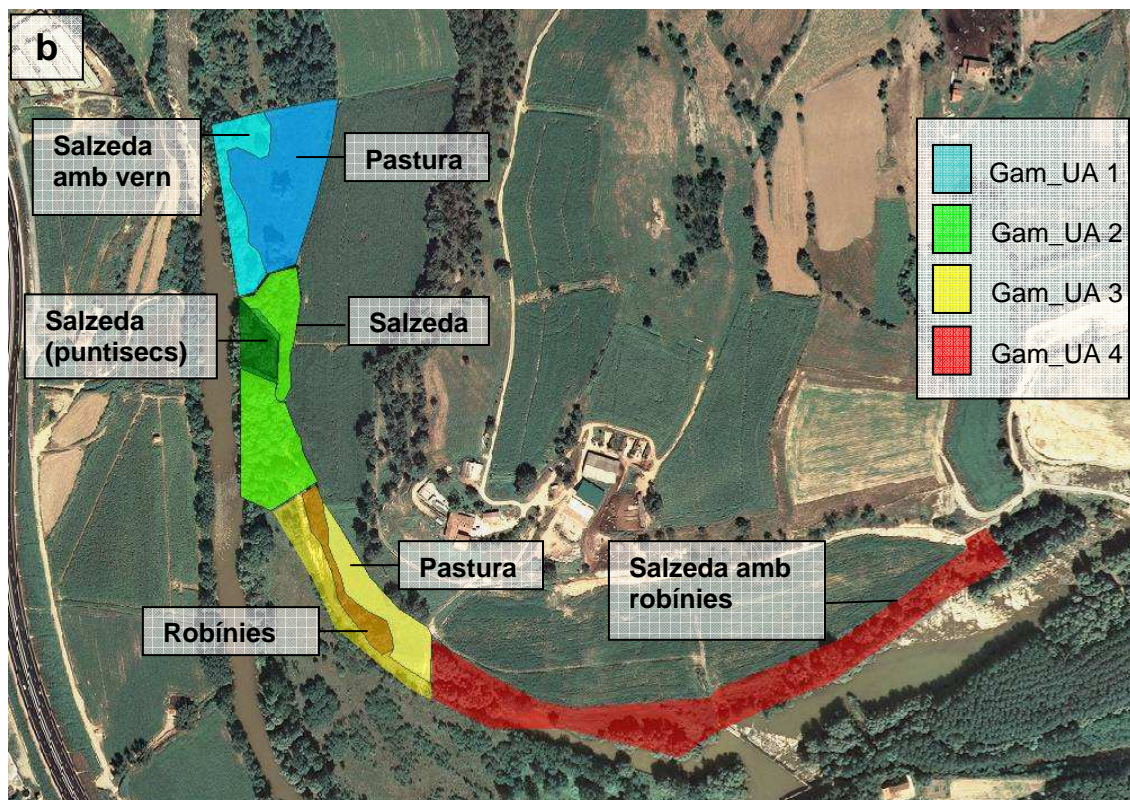 b
Salzeda
amb vern
Pastura
Gam_UA 1
Gam_UA 2
Gam_UA 3
Gam_UA 4
Salzeda
(puntisecs)
Salzeda
Pastura
Salzeda amb
robínies
Robínies